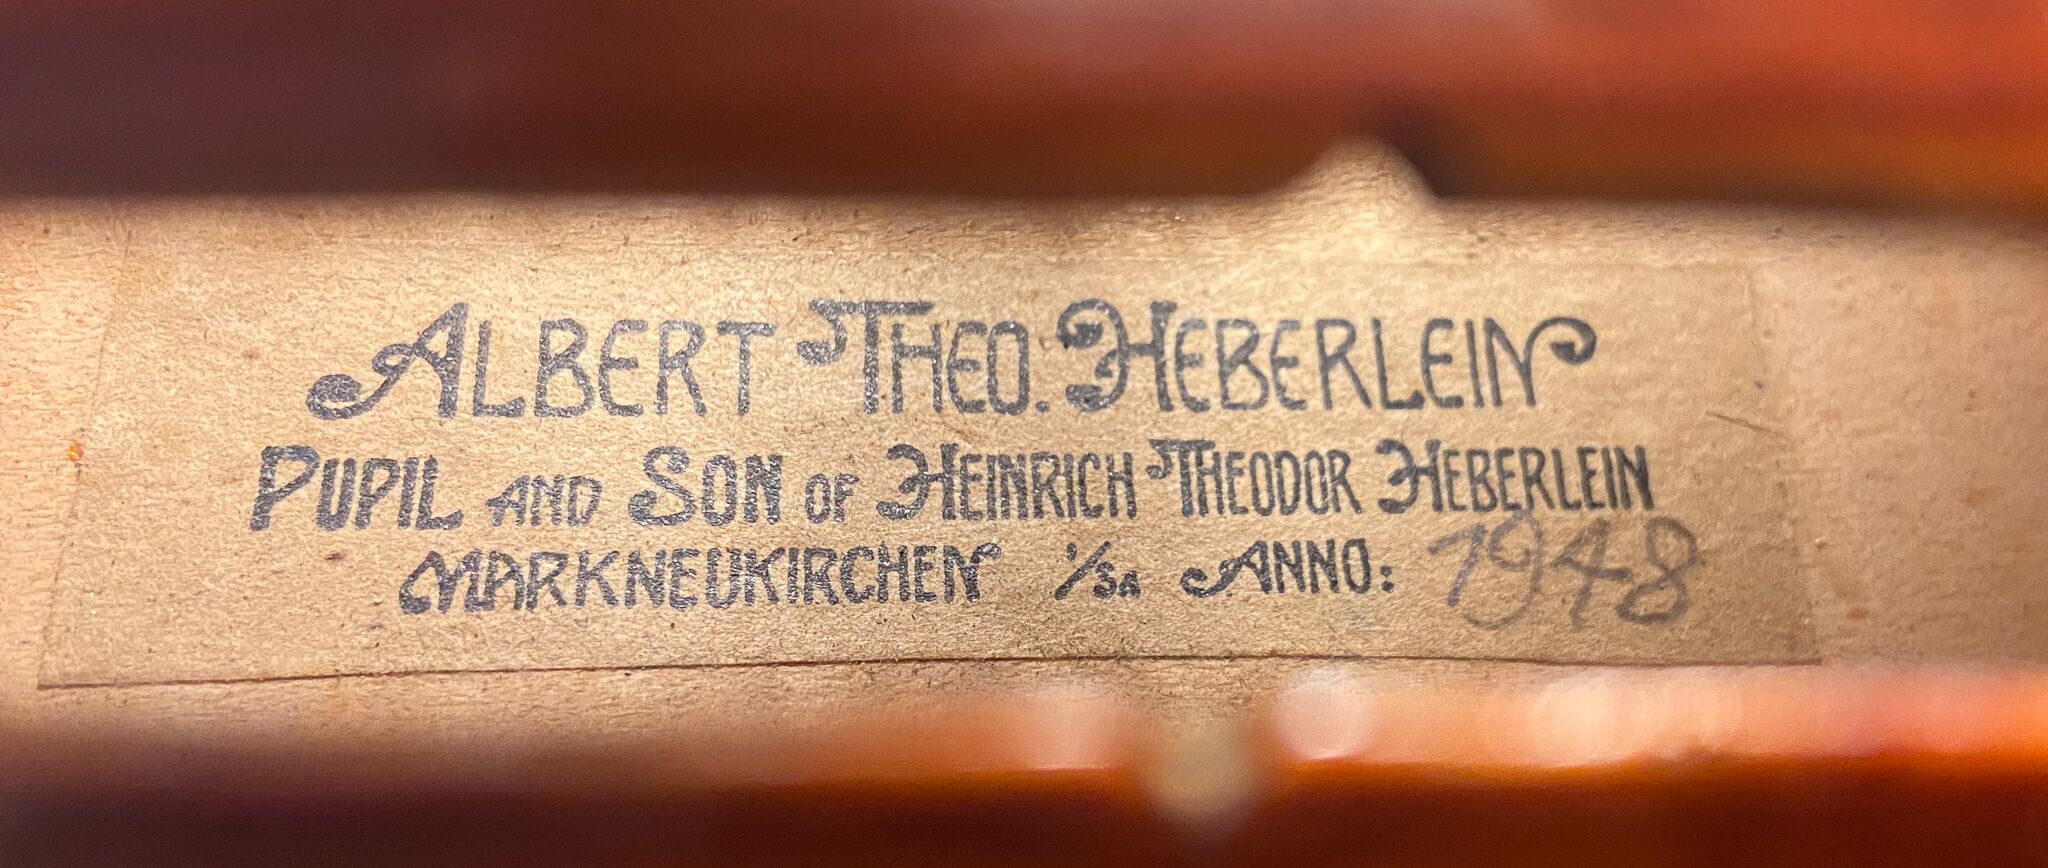 Albert Theo. Heberlein
Pupil and Son of Heinrich Theodor Heberlein
Markneukirchen i/Sa Anno: 1948